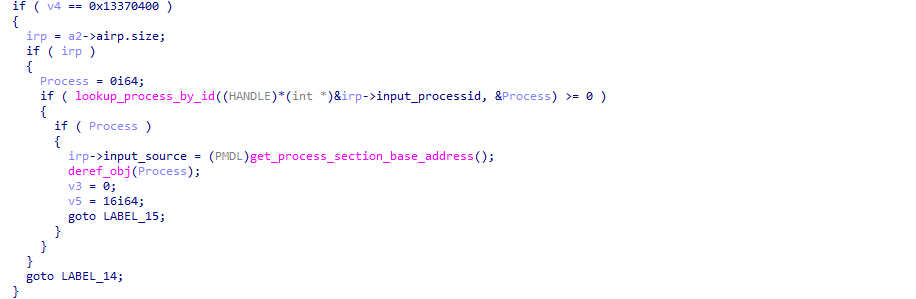 if ( v4 == 0x13370400 )
{
  irp = a2->airp.size;
  if ( irp )
  {
    Process = 0i64;
    if ( lookup_process_by_id((HANDLE)*(int *)&irp->input_processid, &Process) >= 0 )
    {
      if ( Process )
      {
        irp->input_source = (PMDL)get_process_section_base_address();
        deref_obj(Process);
        v3 = 0;
        v5 = 16i64;
        goto LABEL_15;
      }
    }
  }
  goto LABEL_14;
}